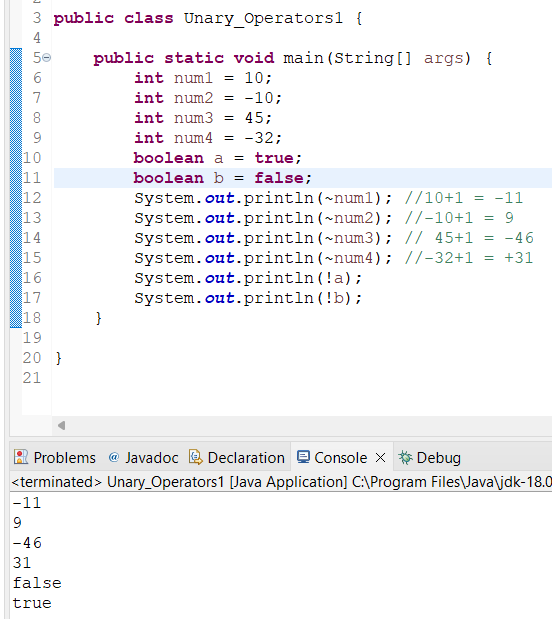 3 public class Unary_Operators1 {
4
5 public static void main(String[] args) {
6 int num1 = 10;
7 int num2 = -10;
8 int num3 = 45;
9 int num4 = -32;
10 boolean a = true;
11 boolean b = false;
12 System.out.println(~num1); //10+1 = -11
13 System.out.println(~num2); //-10+1 = 9
14 System.out.println(~num3); // 45+1 = -46
15 System.out.println(~num4); //-32+1 = +31
16 System.out.println(!a);
17 System.out.println(!b);
18 }
19
20 }
21
Problems @ Javadoc Declaration Console Debug
<terminated> Unary_Operators1 [Java Application] C:\Program Files\Java\jdk-18.0
-11
9
-46
31
false
true